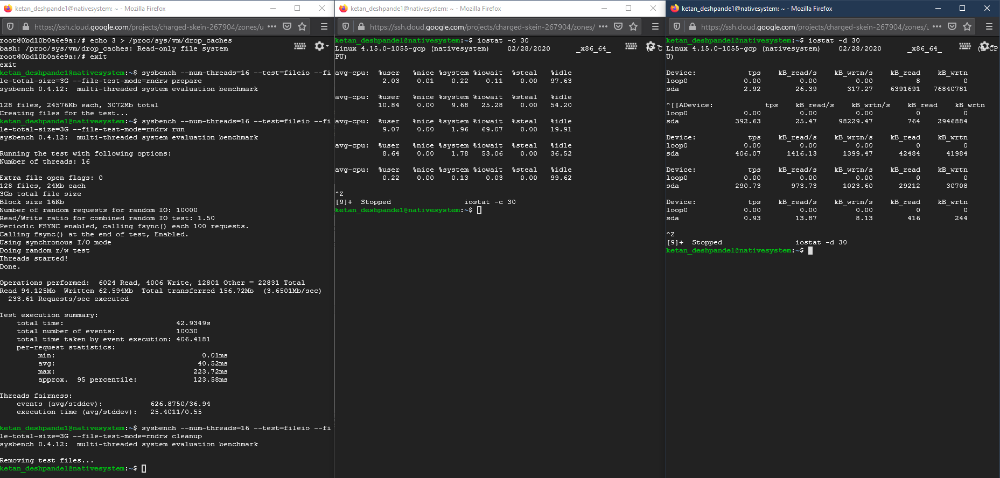 ketan_deshpande1@nativesystem: ~ - Mozilla Firefox
https://ssh.cloud.google.com/projects/charged-skein-267904/zones/u
root@0bd10b0a6e9a:/# echo 3 > /proc/sys/vm/drop_caches
bash: /proc/sys/vm/drop_caches: Read-only file system
root@0bd10b0a6e9a:/# exit
exit
ketan_deshpande1@nativesystem:~$ sysbench --num-threads=16 --test=fileio --fi
le-total-size=3G --file-test-mode=rndrw prepare
sysbench 0.4.12:  multi-threaded system evaluation benchmark
128 files, 24576Kb each, 3072Mb total
Creating files for the test...
ketan_deshpande1@nativesystem:~$ sysbench --num-threads=16 --test=fileio --fi
le-total-size=3G --file-test-mode=rndrw run
sysbench 0.4.12:  multi-threaded system evaluation benchmark
Running the test with following options:
Number of threads: 16
Extra file open flags: 0
128 files, 24Mb each
3Gb total file size
Block size 16Kb
Number of random requests for random IO: 10000
Read/Write ratio for combined random IO test: 1.50
Periodic FSYNC enabled, calling fsync() each 100 requests.
Calling fsync() at the end of test, Enabled.
Using synchronous I/O mode
Doing random r/w test
Threads started!
Done.
Operations performed:  6024 Read, 4006 Write, 12801 Other = 22831 Total
Read 94.125Mb  Written 62.594Mb  Total transferred 156.72Mb  (3.6501Mb/sec)
233.61 Requests/sec executed
Test execution summary:
total time: 42.9349s
total number of events: 10030
total time taken by event execution: 406.4181
per-request statistics:
min: 0.01ms
avg: 40.52ms
max: 223.72ms
approx.  95 percentile: 123.58ms
Threads fairness:
events (avg/stddev): 626.8750/36.94
execution time (avg/stddev): 25.4011/0.55
ketan_deshpande1@nativesystem:~$ sysbench --num-threads=16 --test=fileio --fi
le-total-size=3G --file-test-mode=rndrw cleanup
sysbench 0.4.12:  multi-threaded system evaluation benchmark
Removing test files...
ketan_deshpande1@nativesystem:~$
ketan_deshpande1@nativesystem: ~ - Mozilla Firefox
https://ssh.cloud.google.com/projects/charged-skein-267904/zones/
ketan_deshpande1@nativesystem:~$ iostat -c 30
Linux 4.15.0-1055-gcp (nativesystem) 02/28/2020 _x86_64_ (2 C
PU)
avg-cpu: %user %nice %system %iowait %steal %idle
2.03 0.01 0.22 0.11 0.00 97.63
avg-cpu: %user %nice %system %iowait %steal %idle
10.84 0.00 9.68 25.28 0.00 54.20
avg-cpu: %user %nice %system %iowait %steal %idle
9.07 0.00 1.96 69.07 0.00 19.91
avg-cpu: %user %nice %system %iowait %steal %idle
8.64 0.00 1.78 53.06 0.00 36.52
avg-cpu: %user %nice %system %iowait %steal %idle
0.22 0.00 0.13 0.03 0.00 99.62
^Z
[9]+  Stopped iostat -c 30
ketan_deshpande1@nativesystem:~$
ketan_deshpande1@nativesystem: ~ - Mozilla Firefox
https://ssh.cloud.google.com/projects/charged-skein-267904/zones/u
ketan_deshpande1@nativesystem:~$ iostat -d 30
Linux 4.15.0-1055-gcp (nativesystem) 02/28/2020 _x86_64_ (2 CP
U)
Device: tps kB_read/s kB_wrtn/s kB_read kB_wrtn
loop0 0.00 0.00 0.00 8 0
sda 2.92 26.39 317.27 6391691 76840781
^[[ADevice: tps kB_read/s kB_wrtn/s kB_read kB_wrtn
loop0 0.00 0.00 0.00 0 0
sda 392.63 25.47 98229.47 764 2946884
Device: tps kB_read/s kB_wrtn/s kB_read kB_wrtn
loop0 0.00 0.00 0.00 0 0
sda 406.07 1416.13 1399.47 42484 41984
Device: tps kB_read/s kB_wrtn/s kB_read kB_wrtn
loop0 0.00 0.00 0.00 0 0
sda 290.73 973.73 1023.60 29212 30708
Device: tps kB_read/s kB_wrtn/s kB_read kB_wrtn
loop0 0.00 0.00 0.00 0 0
sda 0.93 13.87 8.13 416 244
^Z
[9]+  Stopped iostat -d 30
ketan_deshpande1@nativesystem:~$